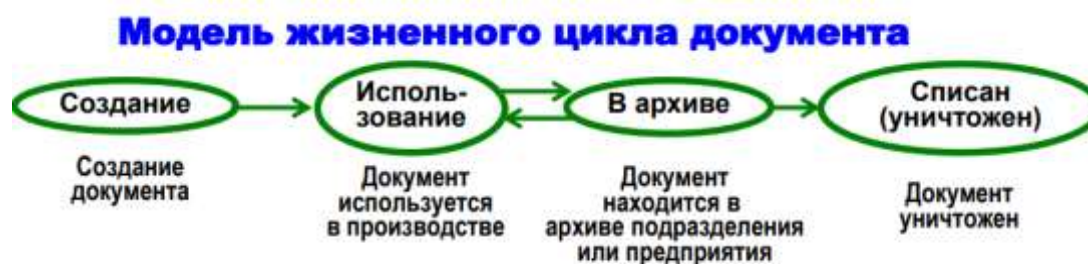 Модель жизненного цикла документа
Создание
Исполь-
зование
В архиве
Списан
(уничтожен)
Создание
документа
Документ
используется
в производстве
Документ
находится в
архиве подразделения
или предприятия
Документ
уничтожен